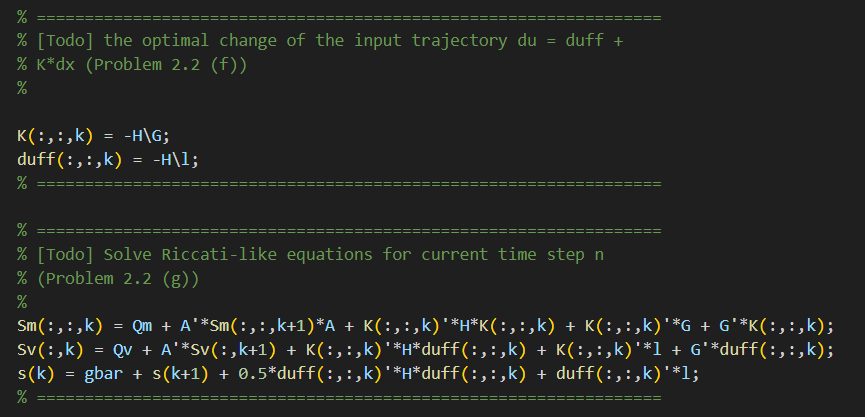 % =================================================================
% [Todo] the optimal change of the input trajectory du = duff +
% K*dx (Problem 2.2 (f))
%
K(:,:,k) = -H\G;
duff(:,:,k) = -H\l;
% =================================================================
% =================================================================
% [Todo] Solve Riccati-like equations for current time step n
% (Problem 2.2 (g))
%
Sm(:,:,k) = Qm + A'*Sm(:,:,k+1)*A + K(:,:,k)'*H*K(:,:,k) + K(:,:,k)'*G + G'*K(:,:,k);
Sv(:,k) = Qv + A'*Sv(:,k+1) + K(:,:,k)'*H*duff(:,:,k) + K(:,:,k)'*l + G'*duff(:,:,k);
s(k) = gbar + s(k+1) + 0.5*duff(:,:,k)'*H*duff(:,:,k) + duff(:,:,k)'*l;
% =================================================================